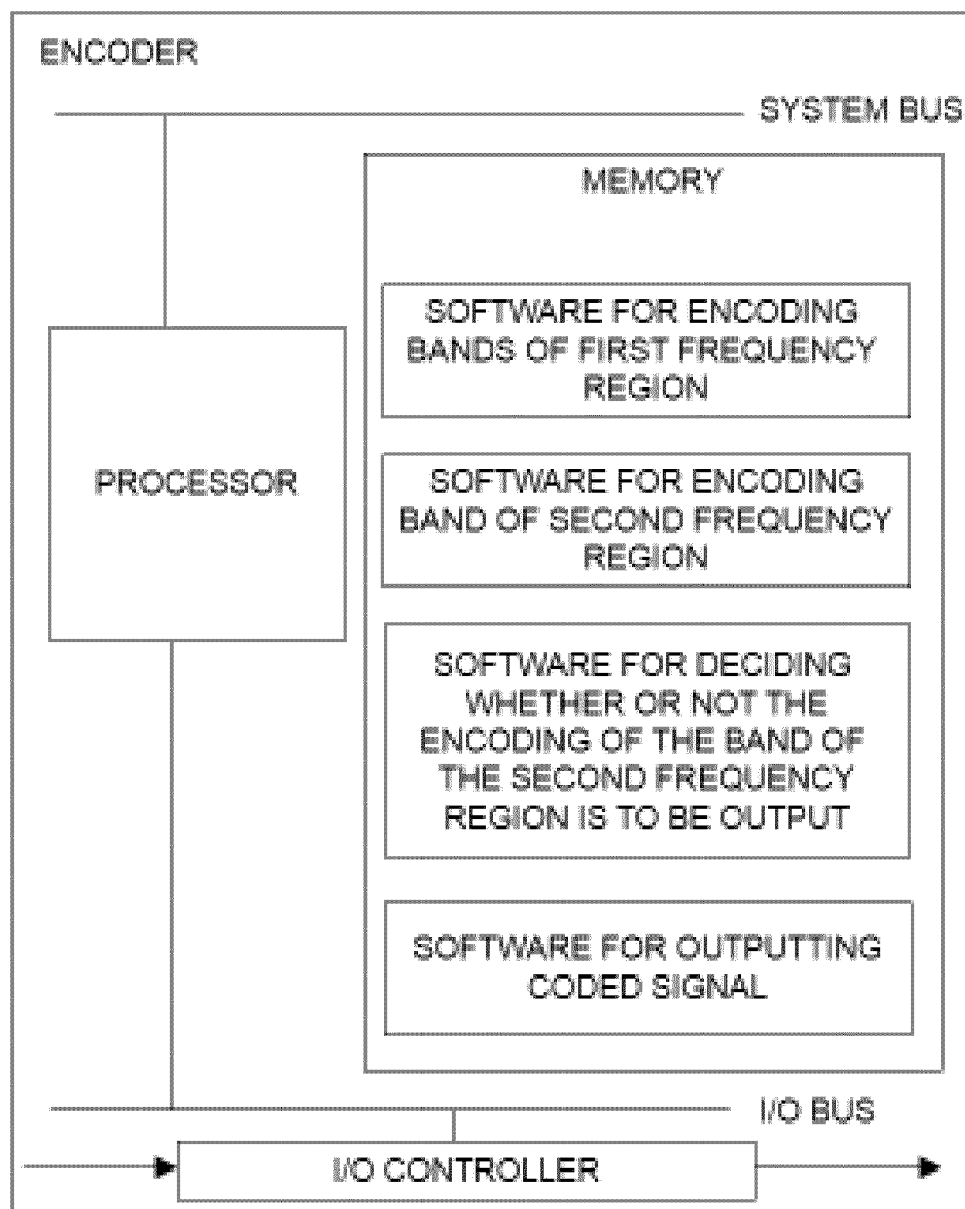 ENCODER
SYSTEM BUS
MEMORY
SOFTWARE FOR ENCODING
BANDS OF FIRST FREQUENCY
REGION
PROCESSOR
SOFTWARE FOR ENCODING
BAND OF SECOND FREQUENCY
REGION
SOFTWARE FOR DECIDING
WHETHER OR NOT THE
ENCODING OF THE BAND OF
THE SECOND FREQUENCY
REGION IS TO BE OUTPUT
SOFTWARE FOR OUTPUTTING
CODED SIGNAL
I/O BUS
I/O CONTROLLER